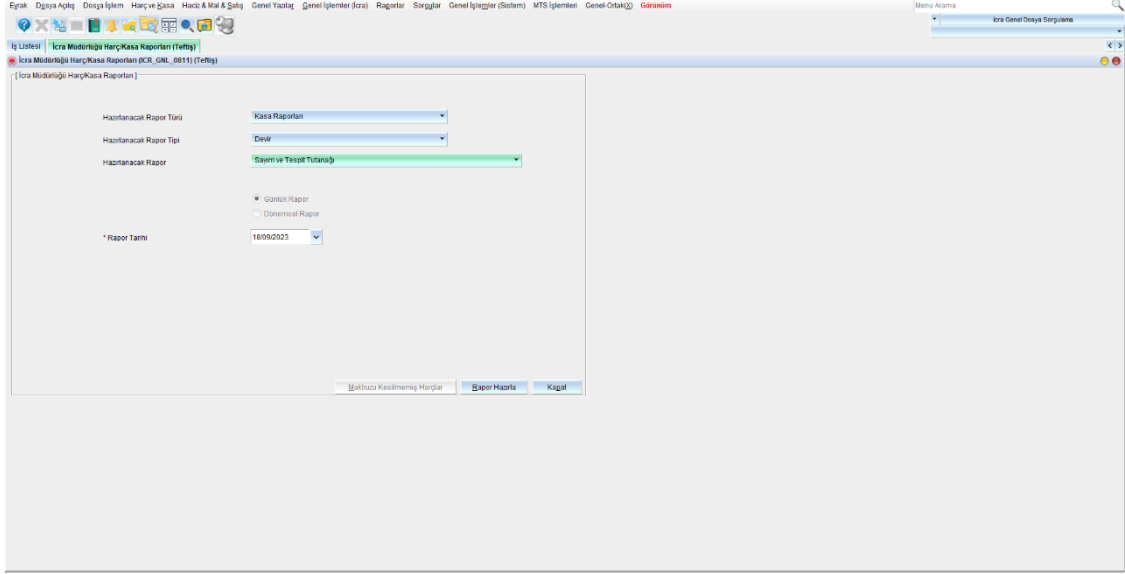 Evrak Dosya Açılış Dosya İşlem Harç ve Kasa Haciz & Mal & Satış Genel Yazılar Genel İşlemler (İcra) Raporlar Sorgular Genel İşlemler (Sistem) MTS İşlemleri Genel-Ortak(X) Görünüm Menu Arama
İcra Genel Dosya Sorgulama
İş Listesi İcra Müdürlüğü Harç/Kasa Raporları (Teftiş)
İcra Müdürlüğü Harç/Kasa Raporları (ICR_GNL_0811) (Teftiş)
[ İcra Müdürlüğü Harç/Kasa Raporları ]
Hazırlanacak Rapor Türü Kasa Raporları
Hazırlanacak Rapor Tipi Devir
Hazırlanacak Rapor Sayım ve Tespit Tutanağı
Günlük Rapor
Dönemsel Rapor
* Rapor Tarihi 18/09/2023
Makbuzu Kesilmemiş Harçlar Rapor Hazırla Kapat